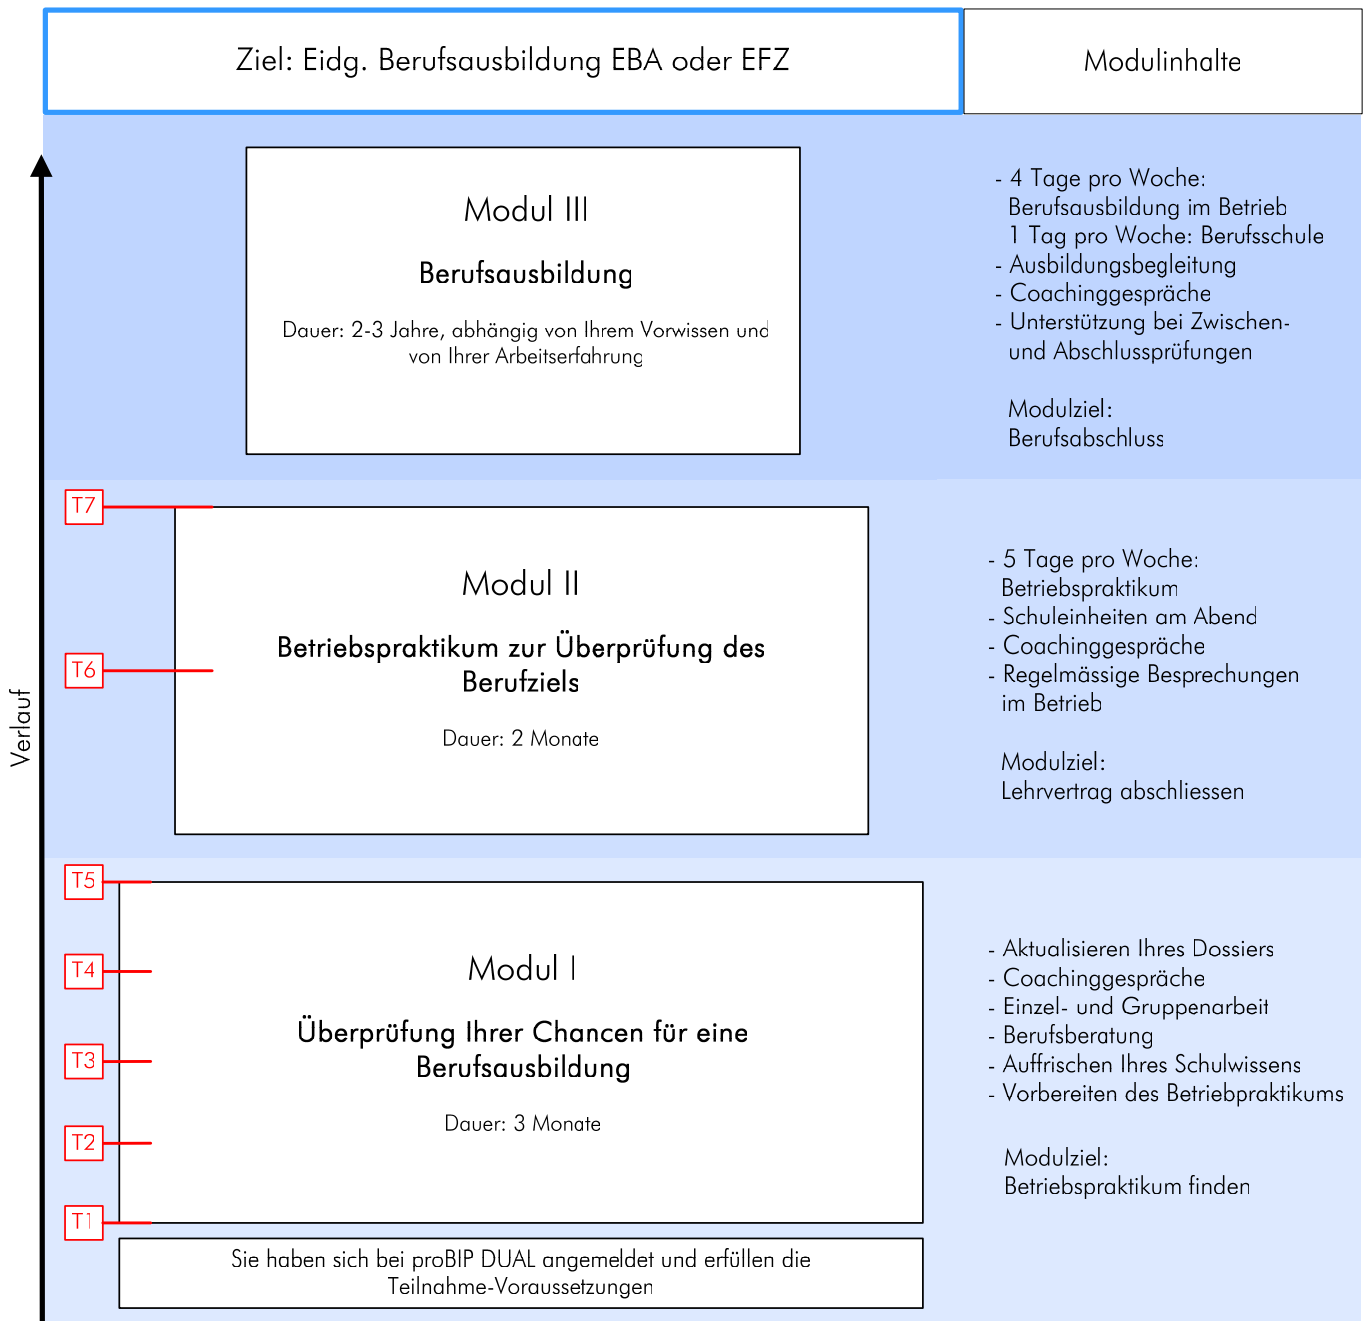 Ziel: Eidg. Berufsausbildung EBA oder EFZ
Modulinhalte
Modul III
Berufsausbildung
Dauer: 2-3 Jahre, abhängig von Ihrem Vorwissen und
von Ihrer Arbeitserfahrung
- 4 Tage pro Woche:
Berufsausbildung im Betrieb
1 Tag pro Woche: Berufsschule
- Ausbildungsbegleitung
- Coachinggespräche
- Unterstützung bei Zwischen-
und Abschlussprüfungen
Modulziel:
Berufsabschluss
T7
T6
Modul II
Betriebspraktikum zur Überprüfung des
Berufziels
Dauer: 2 Monate
- 5 Tage pro Woche:
Betriebspraktikum
- Schuleinheiten am Abend
- Coachinggespräche
- Regelmässige Besprechungen
im Betrieb
Modulziel:
Lehrvertrag abschliessen
Verlauf
T5
T4
T3
T2
T1
Modul I
Überprüfung Ihrer Chancen für eine
Berufsausbildung
Dauer: 3 Monate
- Aktualisieren Ihres Dossiers
- Coachinggespräche
- Einzel- und Gruppenarbeit
- Berufsberatung
- Auffrischen Ihres Schulwissens
- Vorbereiten des Betriebpraktikums
Modulziel:
Betriebspraktikum finden
Sie haben sich bei proBIP DUAL angemeldet und erfüllen die
Teilnahme-Voraussetzungen